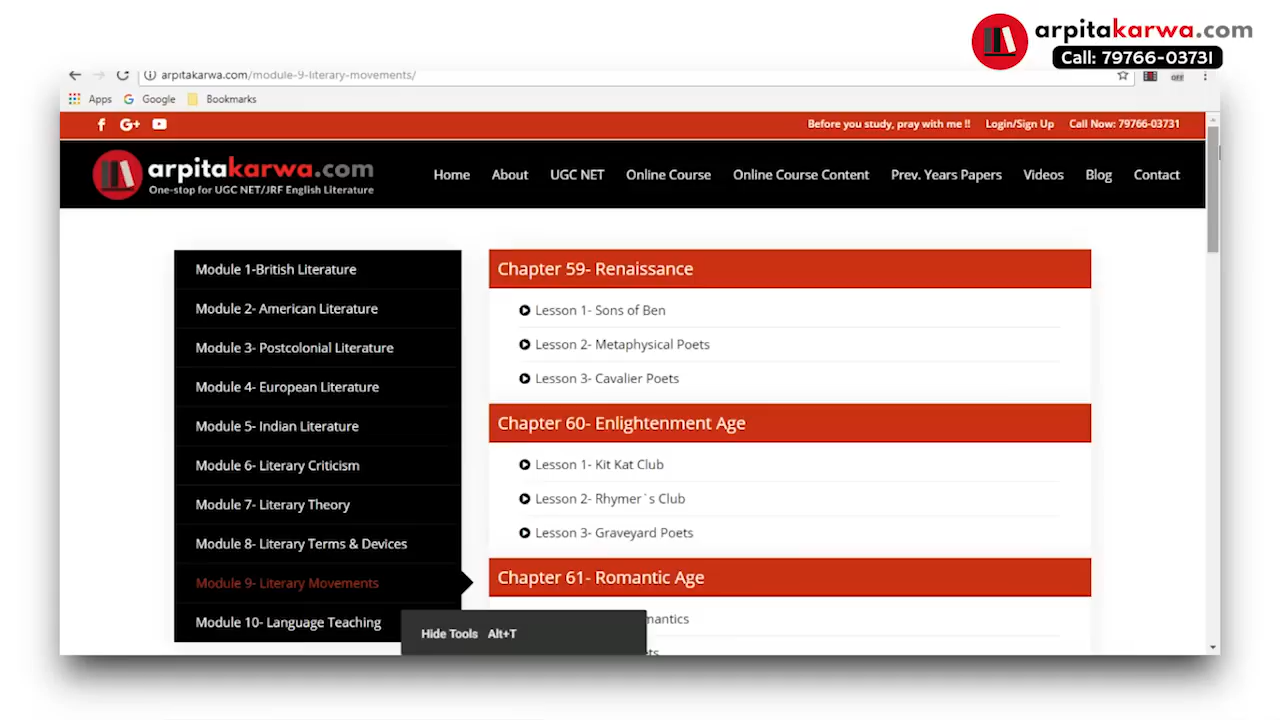 arpitakarwa.com
Call: 79766-03731
arpitakarwa.com/module-9-literary-movements/
Apps Google Bookmarks
Before you study, pray with me !! Login/Sign Up Call Now: 79766-03731
arpitakarwa.com
One-stop for UGC NET/JRF English Literature
Home About UGC NET Online Course Online Course Content Prev. Years Papers Videos Blog Contact
Module 1-British Literature
Module 2- American Literature
Module 3- Postcolonial Literature
Module 4- European Literature
Module 5- Indian Literature
Module 6- Literary Criticism
Module 7- Literary Theory
Module 8- Literary Terms & Devices
Module 9- Literary Movements
Module 10- Language Teaching
Chapter 59- Renaissance
Lesson 1- Sons of Ben
Lesson 2- Metaphysical Poets
Lesson 3- Cavalier Poets
Chapter 60- Enlightenment Age
Lesson 1- Kit Kat Club
Lesson 2- Rhymer`s Club
Lesson 3- Graveyard Poets
Chapter 61- Romantic Age
mantics
Hide Tools Alt+T